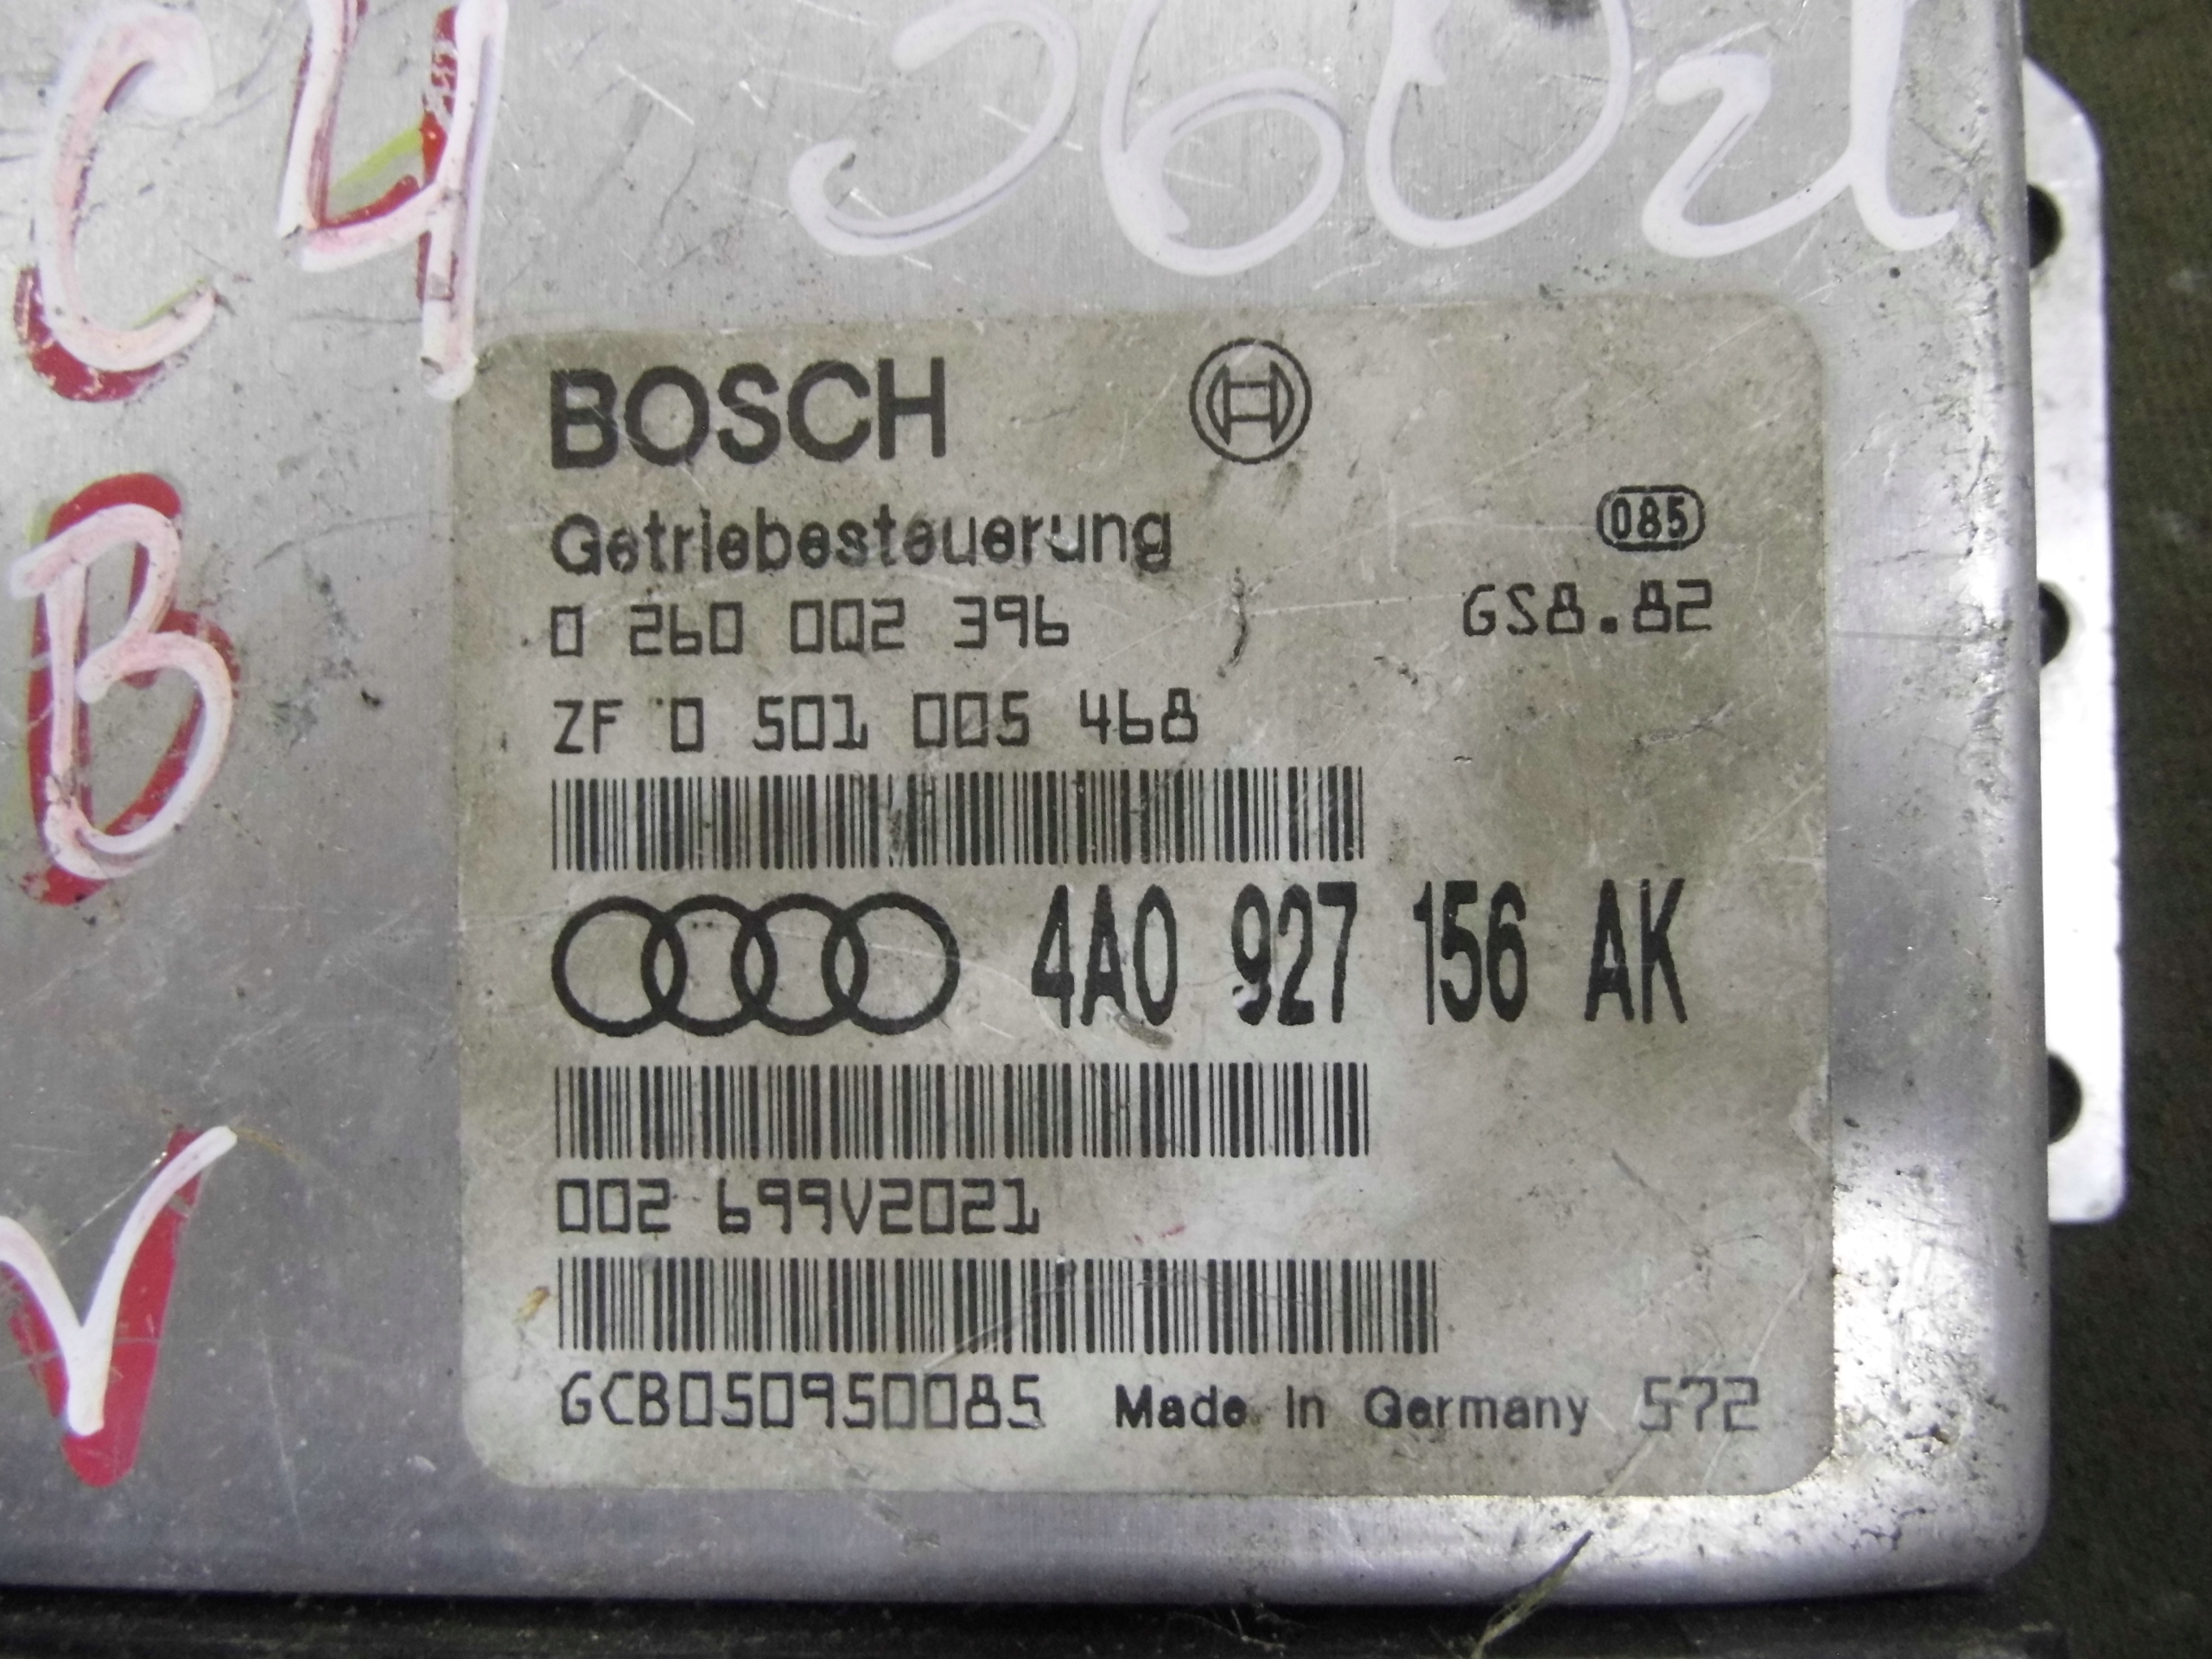 C4 360zł
BOSCH
Getriebesteuerung
085
0 260 002 396
GS8.82
ZF 0 501 005 468
B
4A0 927 156 AK
002 699V2021
V
GCB050950085 Made in Germany 572